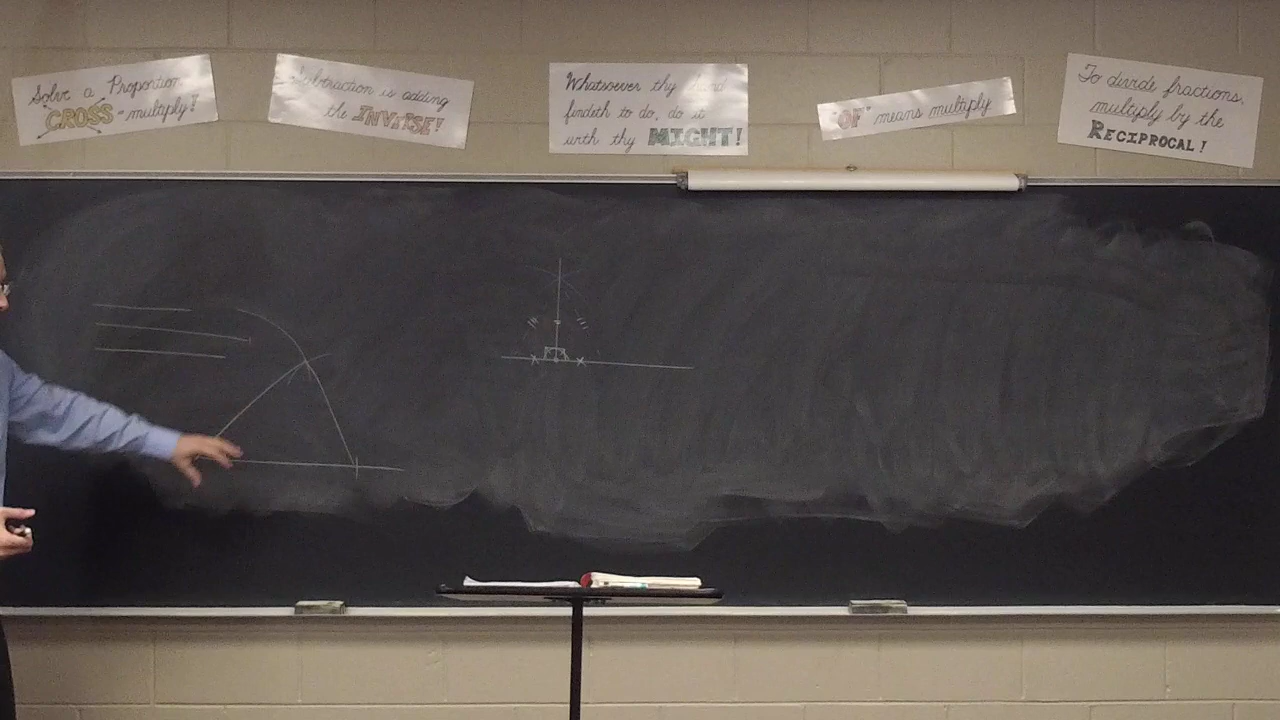 Solve a Proportion
"CROSS"-multiply!
Subtraction is adding
the INVERSE!
Whatsoever thy hand
findeth to do, do it
with thy MIGHT!
"OF" means multiply
To divide fractions,
multiply by the
RECIPROCAL!